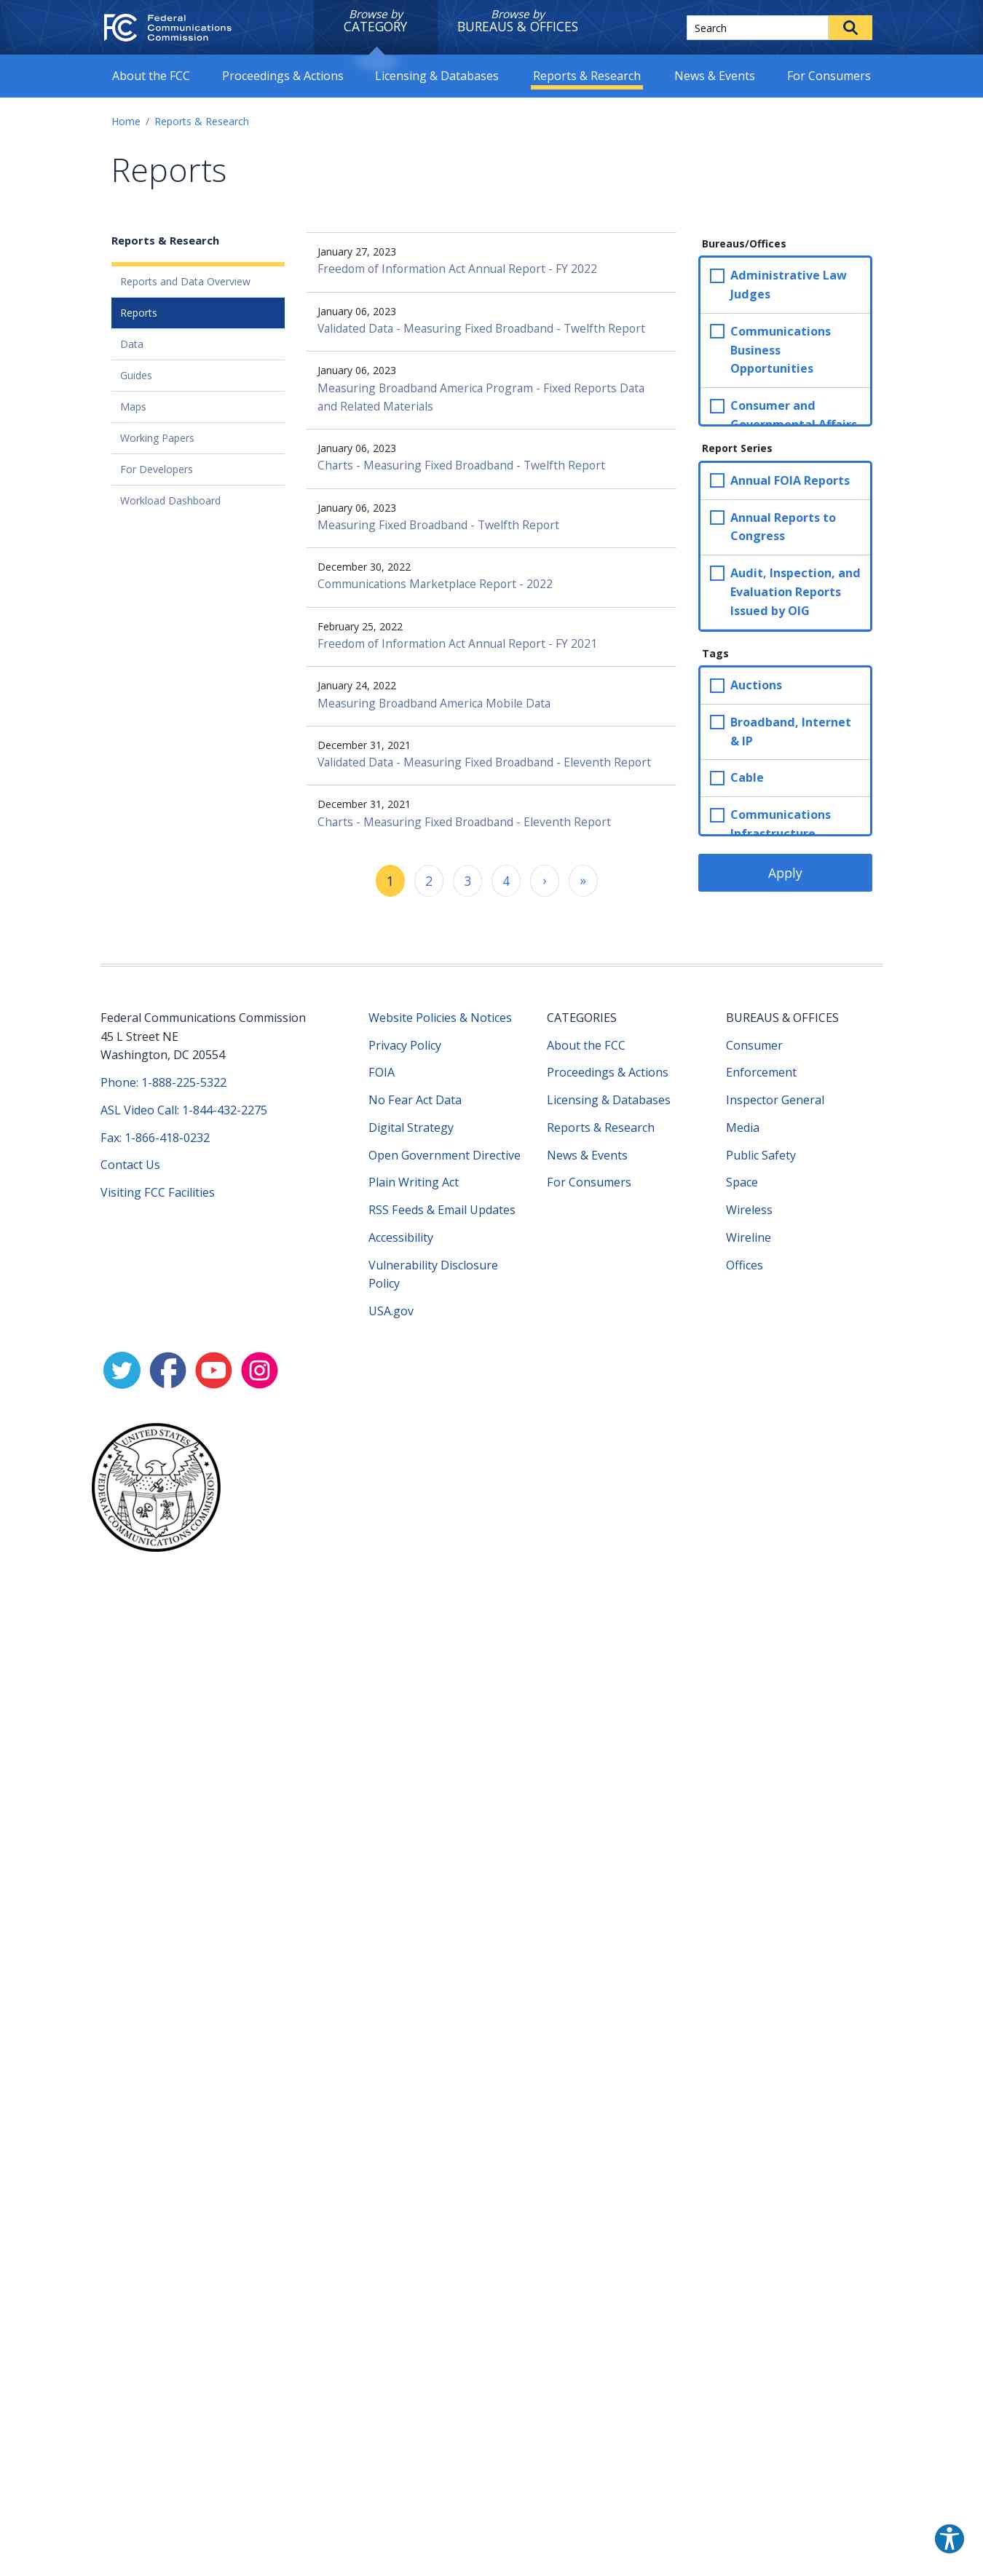 FCC Federal
Communications
Commission
Browse by
CATEGORY
Browse by
BUREAUS & OFFICES
Search
About the FCC
Proceedings & Actions
Licensing & Databases
Reports & Research
News & Events
For Consumers
Home / Reports & Research
Reports
Reports & Research
Reports and Data Overview
Reports
Data
Guides
Maps
Working Papers
For Developers
Workload Dashboard
January 27, 2023
Freedom of Information Act Annual Report - FY 2022
January 06, 2023
Validated Data - Measuring Fixed Broadband - Twelfth Report
January 06, 2023
Measuring Broadband America Program - Fixed Reports Data
and Related Materials
January 06, 2023
Charts - Measuring Fixed Broadband - Twelfth Report
January 06, 2023
Measuring Fixed Broadband - Twelfth Report
December 30, 2022
Communications Marketplace Report - 2022
February 25, 2022
Freedom of Information Act Annual Report - FY 2021
January 24, 2022
Measuring Broadband America Mobile Data
December 31, 2021
Validated Data - Measuring Fixed Broadband - Eleventh Report
December 31, 2021
Charts - Measuring Fixed Broadband - Eleventh Report
1 2 3 4 › »
Bureaus/Offices
Administrative Law
Judges
Communications
Business
Opportunities
Consumer and
Governmental Affairs
Report Series
Annual FOIA Reports
Annual Reports to
Congress
Audit, Inspection, and
Evaluation Reports
Issued by OIG
Tags
Auctions
Broadband, Internet
& IP
Cable
Communications
Infrastructure
Apply
Federal Communications Commission
45 L Street NE
Washington, DC 20554
Phone: 1-888-225-5322
ASL Video Call: 1-844-432-2275
Fax: 1-866-418-0232
Contact Us
Visiting FCC Facilities
Website Policies & Notices
Privacy Policy
FOIA
No Fear Act Data
Digital Strategy
Open Government Directive
Plain Writing Act
RSS Feeds & Email Updates
Accessibility
Vulnerability Disclosure
Policy
USA.gov
CATEGORIES
About the FCC
Proceedings & Actions
Licensing & Databases
Reports & Research
News & Events
For Consumers
BUREAUS & OFFICES
Consumer
Enforcement
Inspector General
Media
Public Safety
Space
Wireless
Wireline
Offices
UNITED STATES
FEDERAL COMMUNICATIONS COMMISSION